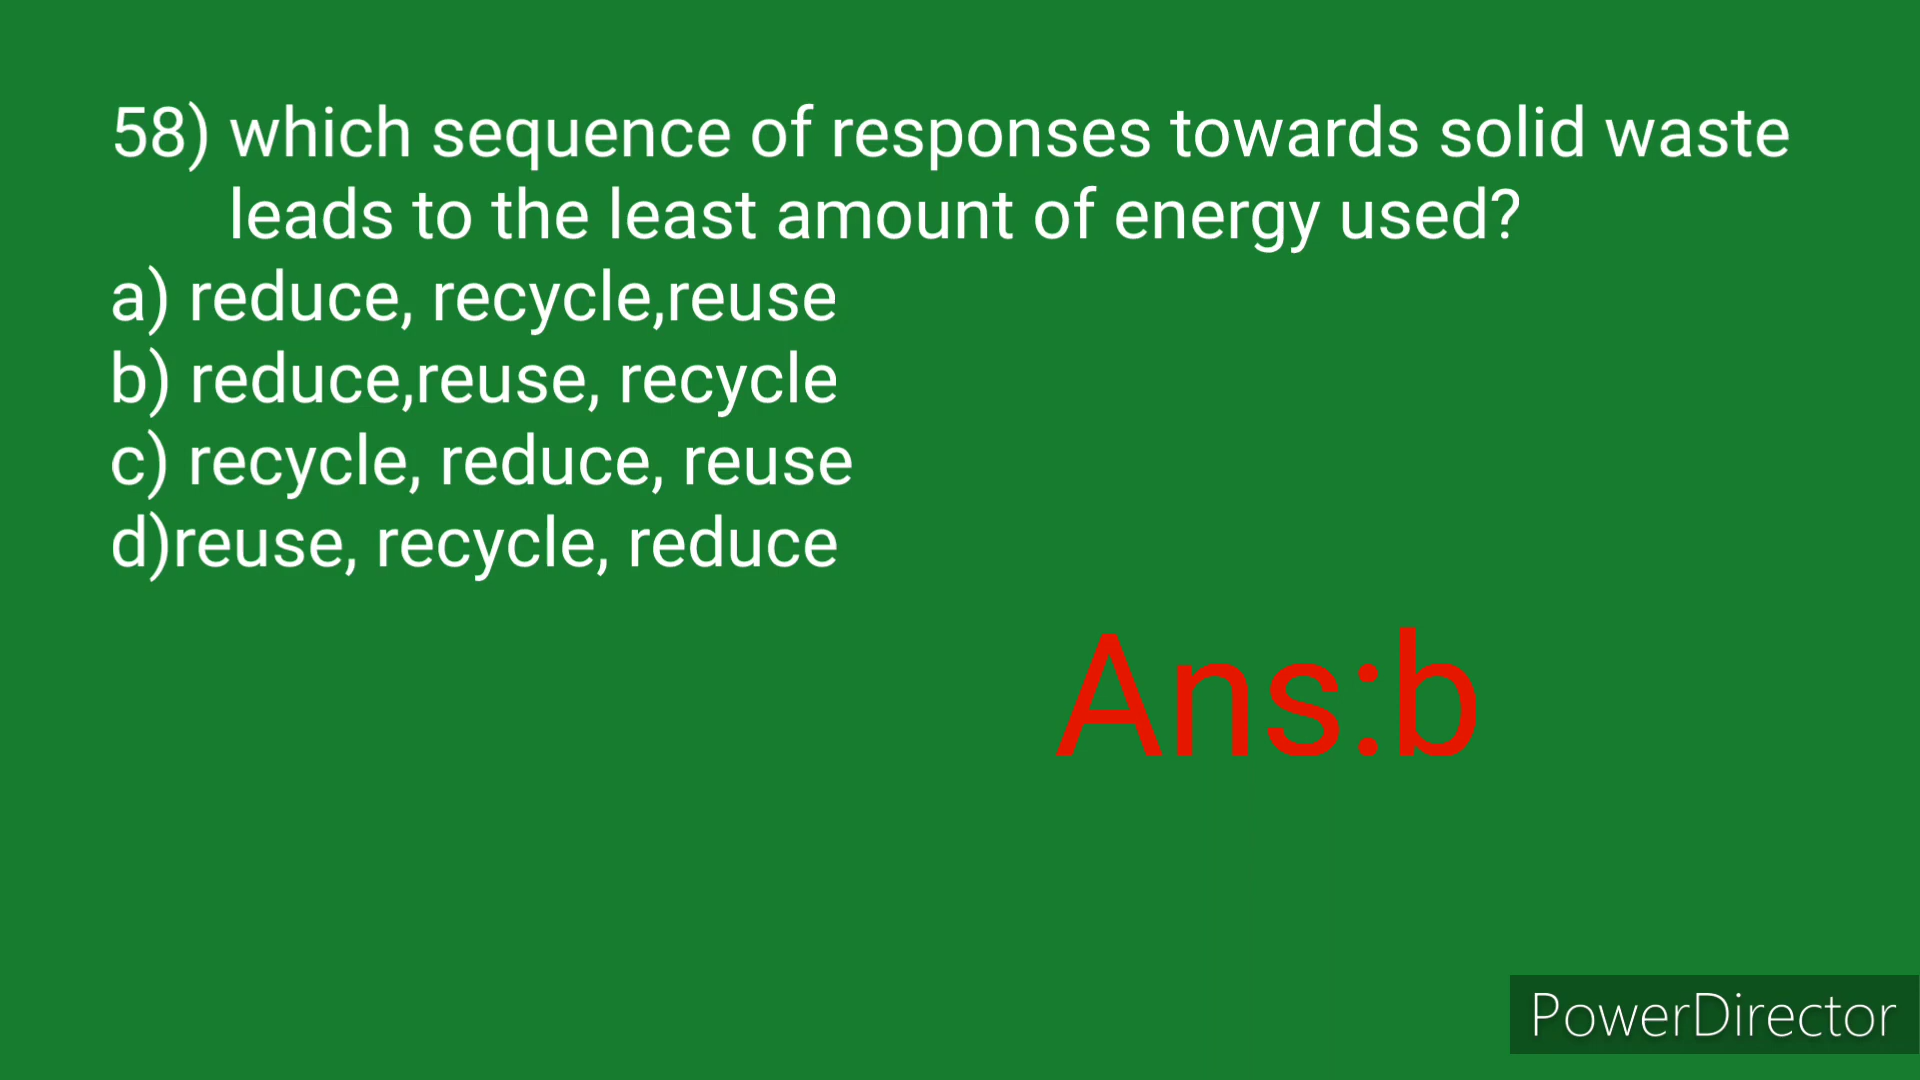 58) which sequence of responses towards solid waste
leads to the least amount of energy used?
a) reduce, recycle,reuse
b) reduce,reuse, recycle
c) recycle, reduce, reuse
d)reuse, recycle, reduce
Ans:b
PowerDirector